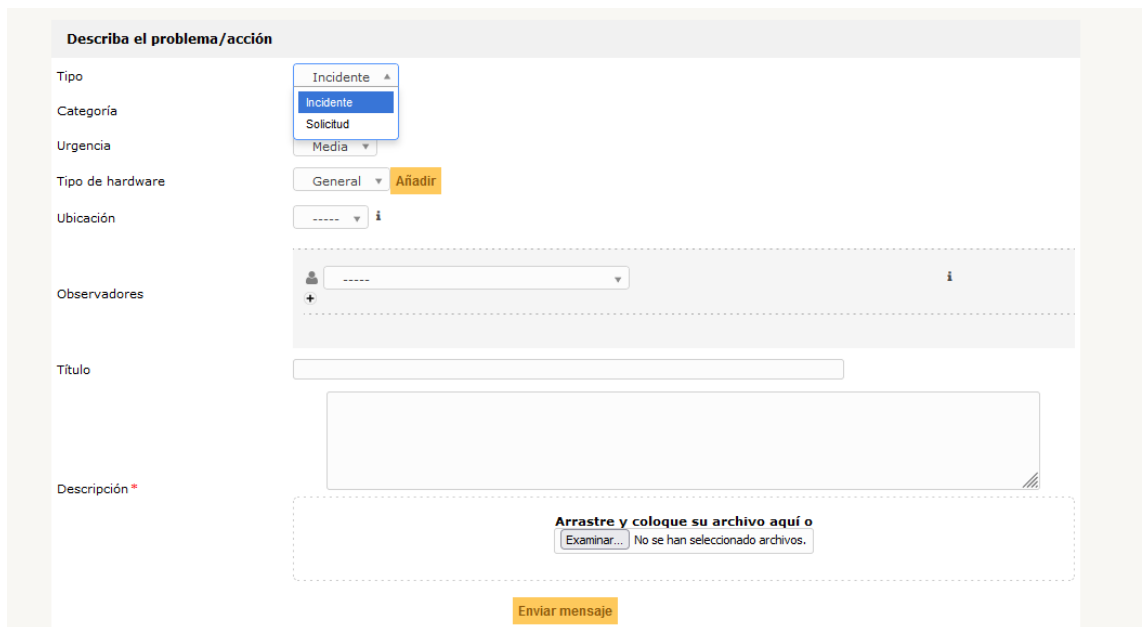 Describa el problema/acción
Tipo
Incidente
Incidente
Solicitud
Categoría
Urgencia
Media
Tipo de hardware
General
Añadir
Ubicación
-----
i
Observadores
-----
i
+
Título
Descripción *
Arrastre y coloque su archivo aquí o
Examinar... No se han seleccionado archivos.
Enviar mensaje